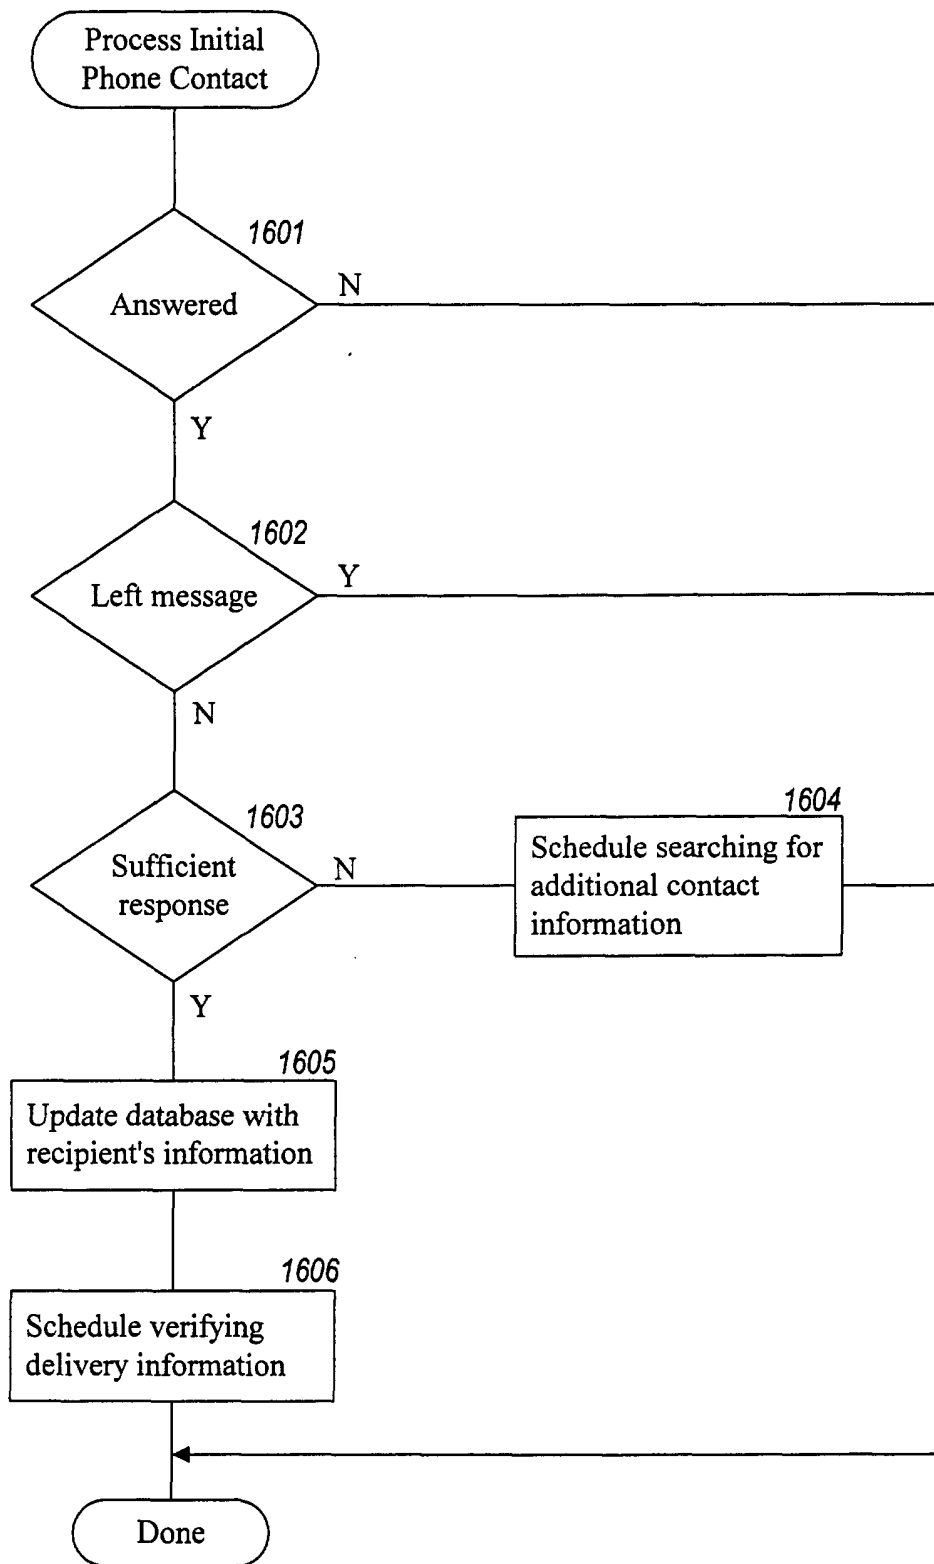 Process Initial
Phone Contact
1601
Answered
N
Y
1602
Left message
Y
N
1603
Sufficient
response
N
1604
Schedule searching for
additional contact
information
Y
1605
Update database with
recipient's information
1606
Schedule verifying
delivery information
Done